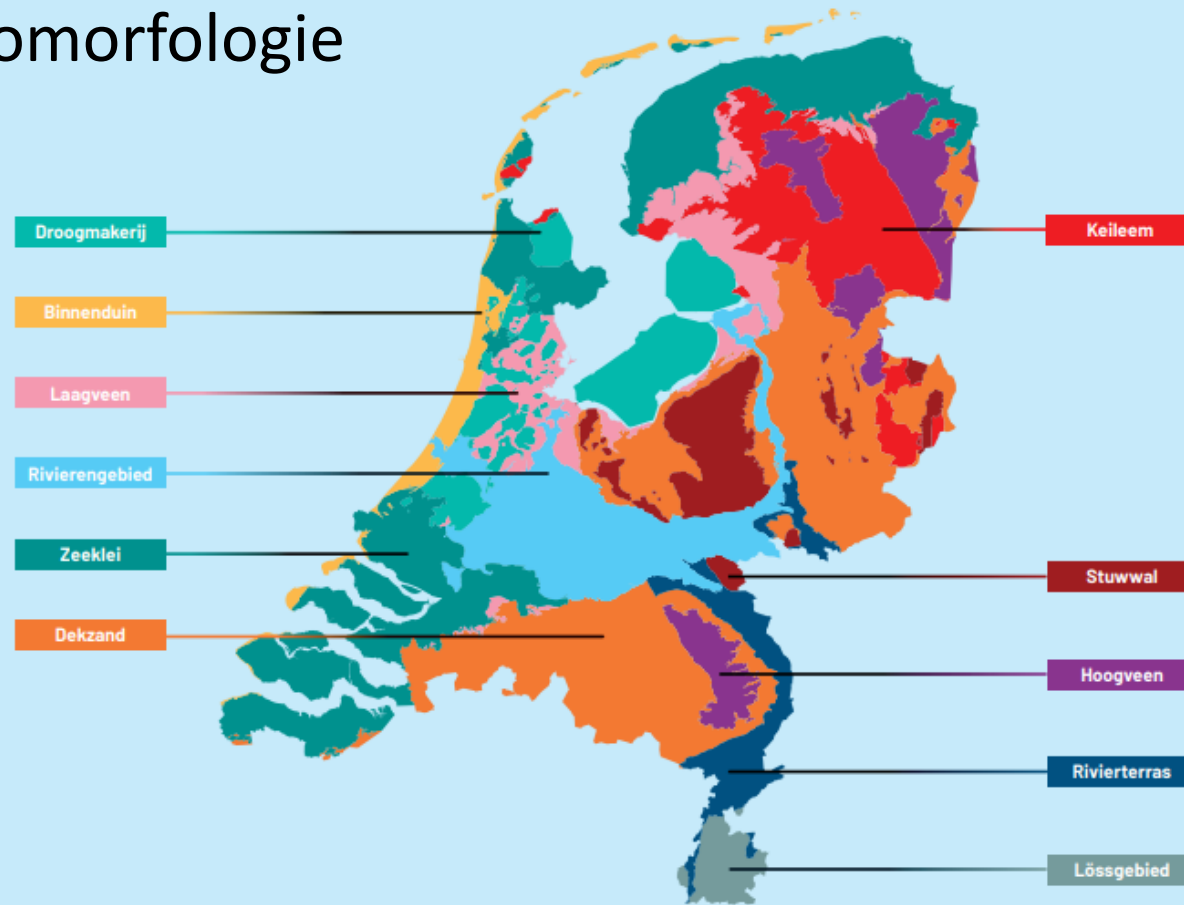 omorfologie
Droogmakerij
Binnenduin
Laagveen
Rivierengebied
Zeeklei
Dekzand
Keileem
Stuwwal
Hoogveen
Rivierterras
Lössgebied